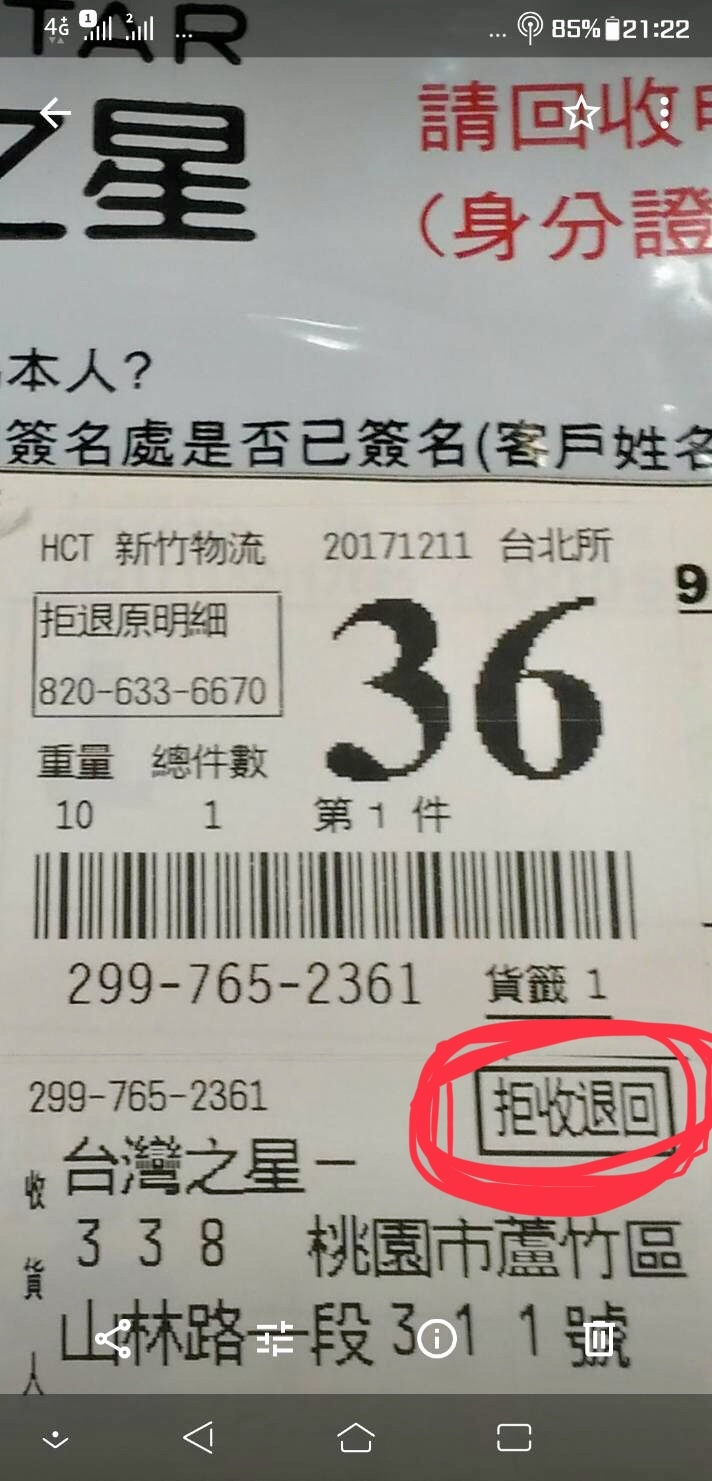 4G 1 2 ... ... 85% 21:22
TAR
之星
請回收
(身分證
本人?
簽名處是否已簽名(客戶姓名
HCT 新竹物流 20171211 台北所
9
拒退原明細
820-633-6670
36
重量 總件數
10 1 第 1 件
299-765-2361 貨籤 1
299-765-2361 拒收退回
收貨人
台灣之星一
338 桃園市蘆竹區
山林路一段311號